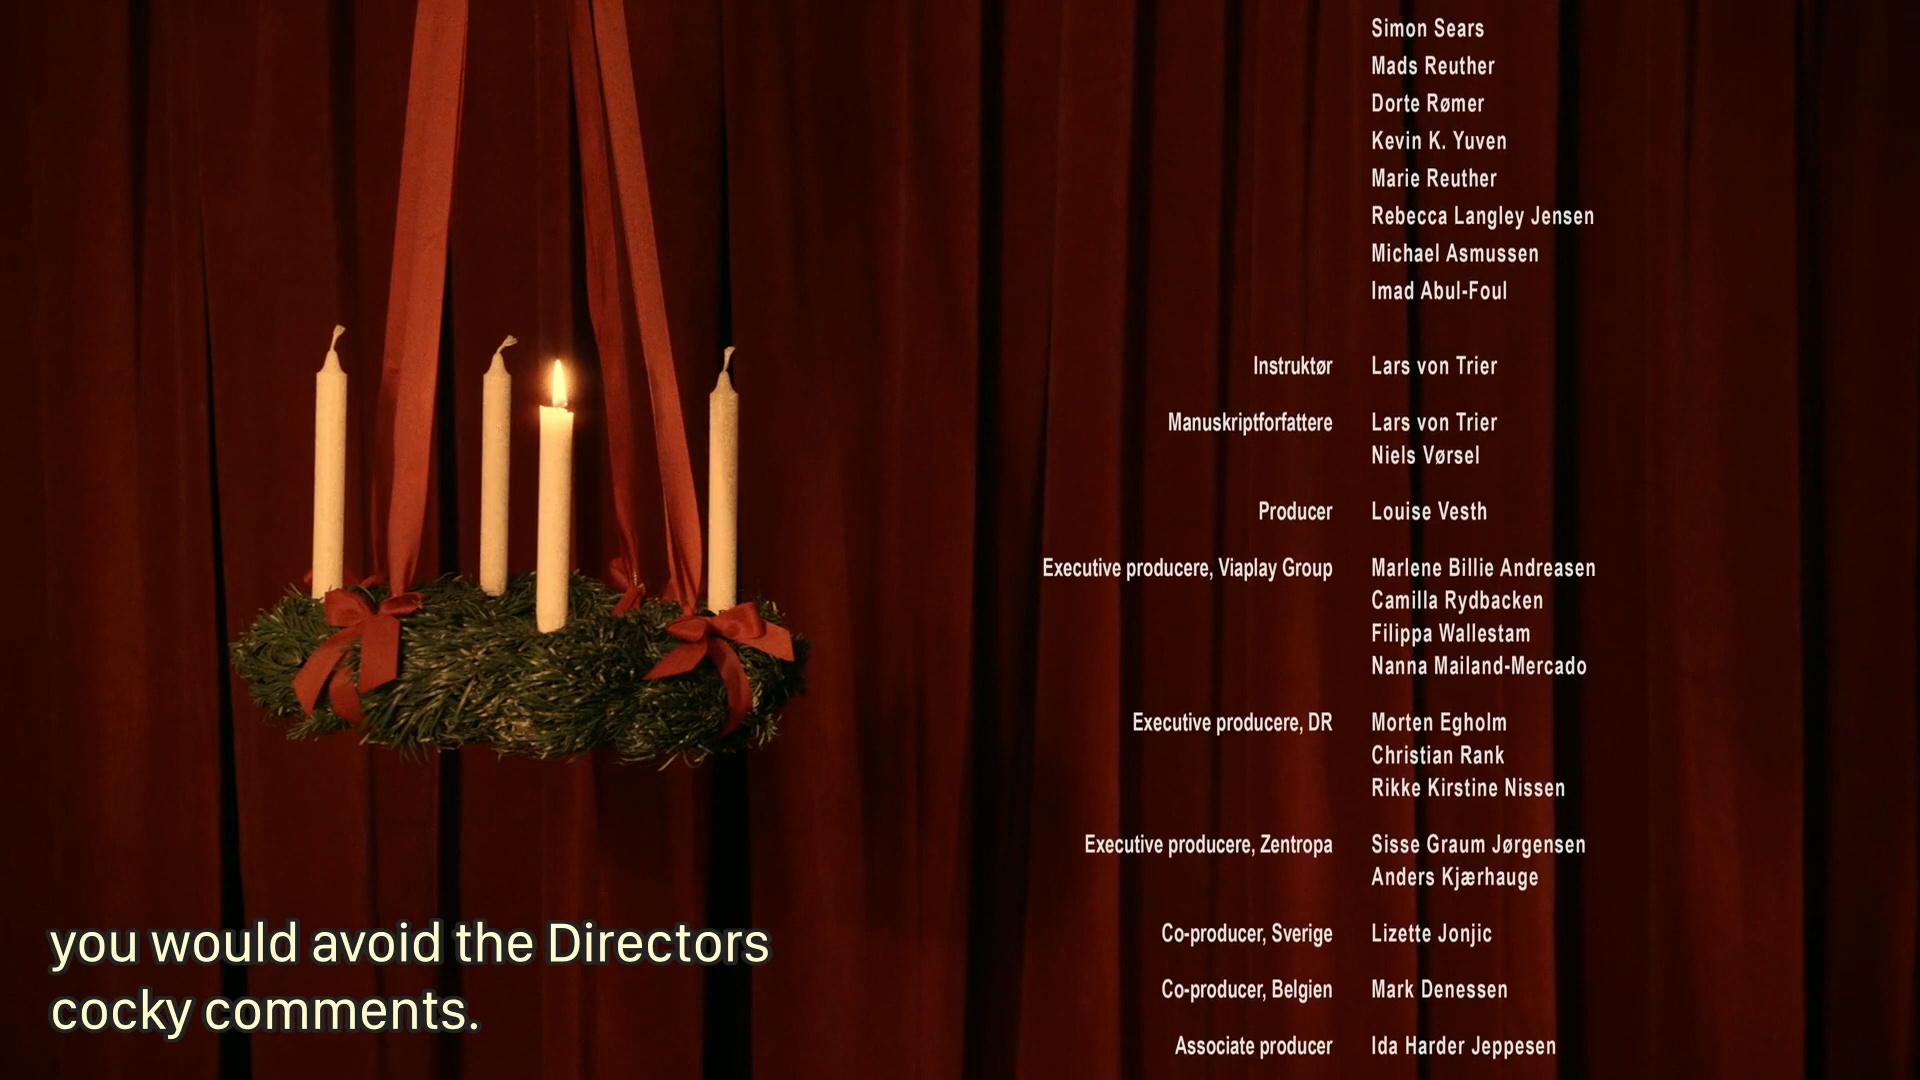 Simon Sears
Mads Reuther
Dorte Rømer
Kevin K. Yuven
Marie Reuther
Rebecca Langley Jensen
Michael Asmussen
Imad Abul-Foul
Instruktør Lars von Trier
Manuskriptforfattere Lars von Trier
Niels Vørsel
Producer Louise Vesth
Executive producere, Viaplay Group Marlene Billie Andreasen
Camilla Rydbacken
Filippa Wallestam
Nanna Mailand-Mercado
Executive producere, DR Morten Egholm
Christian Rank
Rikke Kirstine Nissen
Executive producere, Zentropa Sisse Graum Jørgensen
Anders Kjærhauge
Co-producer, Sverige Lizette Jonjic
Co-producer, Belgien Mark Denessen
Associate producer Ida Harder Jeppesen
you would avoid the Directors
cocky comments.